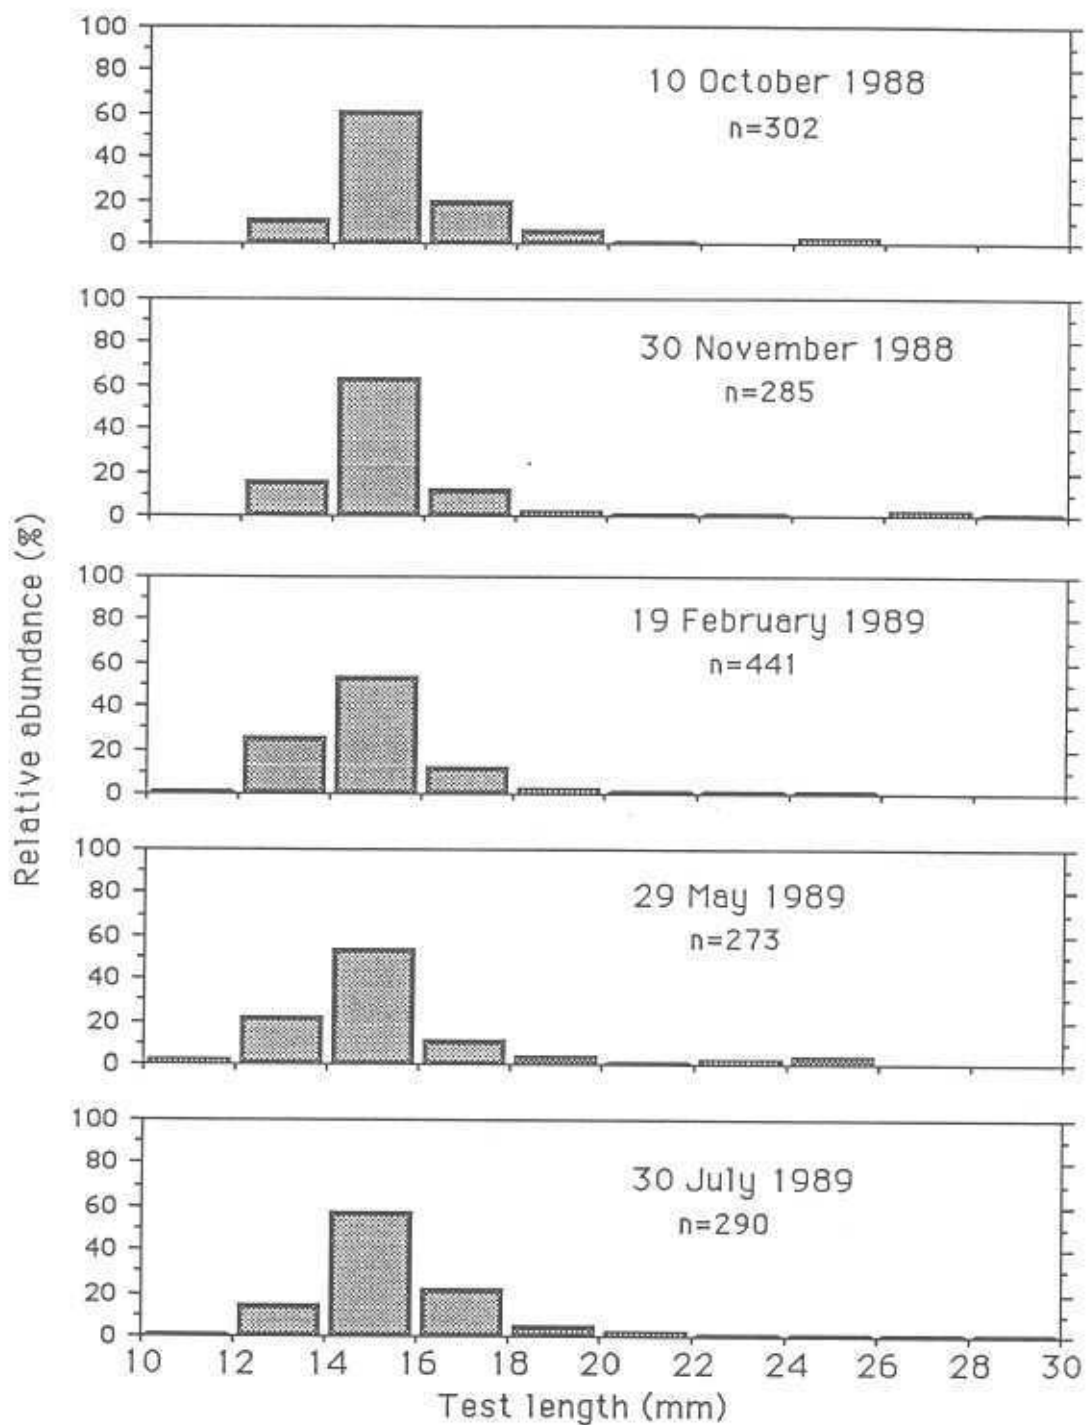 100
80
60
40
20
0
10 October 1988
n=302
100
80
60
40
20
0
30 November 1988
n=285
100
80
60
40
20
0
19 February 1989
n=441
100
80
60
40
20
0
29 May 1989
n=273
100
80
60
40
20
0
30 July 1989
n=290
10 12 14 16 18 20 22 24 26 28 30
Test length (mm)
Relative abundance (%)